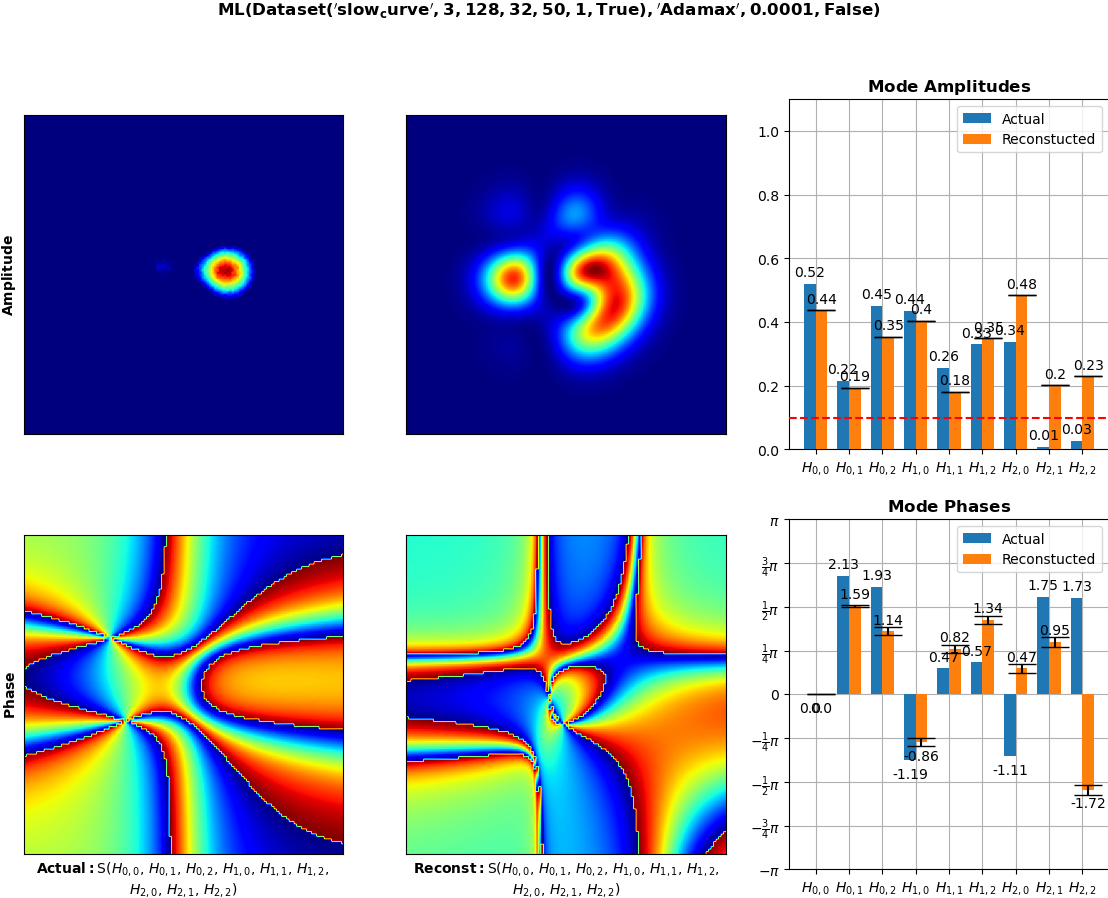 ML(Dataset('slow_curve', 3, 128, 32, 50, 1, True), 'Adamax', 0.0001, False)
Amplitude
Mode Amplitudes
Actual
Reconstucted
1.0
0.8
0.6
0.4
0.2
0.0
0.52
0.44
0.22
0.19
0.45
0.35
0.44
0.4
0.26
0.18
0.33
0.35
0.34
0.48
0.01
0.2
0.03
0.23
H0,0 H0,1 H0,2 H1,0 H1,1 H1,2 H2,0 H2,1 H2,2
Phase
Mode Phases
Actual
Reconstucted
π
3/4π
1/2π
1/4π
0
−1/4π
−1/2π
−3/4π
−π
0.0
0.0
2.13
1.59
1.93
1.14
-1.19
-0.86
0.47
0.82
0.57
1.34
-1.11
0.47
1.75
0.95
1.73
-1.72
H0,0 H0,1 H0,2 H1,0 H1,1 H1,2 H2,0 H2,1 H2,2
Actual: S(H0,0, H0,1, H0,2, H1,0, H1,1, H1,2,
H2,0, H2,1, H2,2)
Reconst: S(H0,0, H0,1, H0,2, H1,0, H1,1, H1,2,
H2,0, H2,1, H2,2)